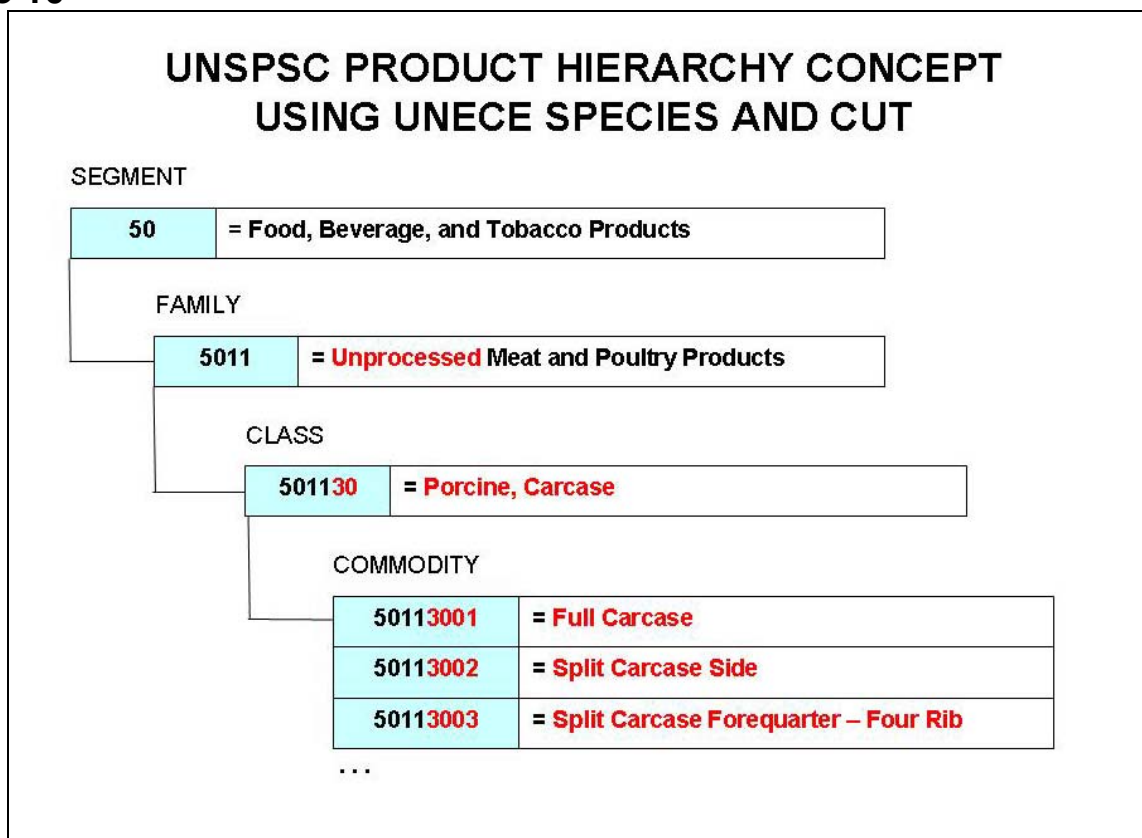 UNSPSC PRODUCT HIERARCHY CONCEPT
USING UNECE SPECIES AND CUT
SEGMENT
50 = Food, Beverage, and Tobacco Products
FAMILY
5011 = Unprocessed Meat and Poultry Products
CLASS
501130 = Porcine, Carcase
COMMODITY
50113001 = Full Carcase
50113002 = Split Carcase Side
50113003 = Split Carcase Forequarter – Four Rib
...